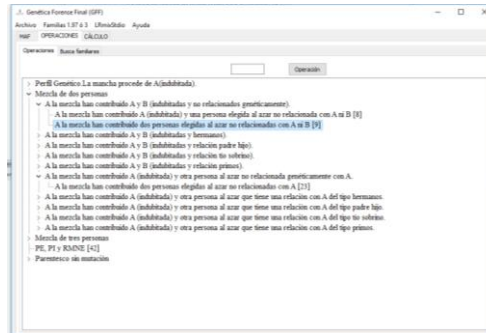 Genética Forense Final (GFF)
Archivo Familias 1.97 ó 3 Ayuda
MAF OPERACIONES CÁLCULO
Operaciones Busca familiares
Operación
Perfil Genético.La mancha procede de A(indubitada).
Mezcla de dos personas
A la mezcla han contribuido A y B (indubitadas y no relacionados genéticamente).
A la mezcla han contribuido A (indubitada) y una persona elegida al azar no relacionada con A ni B [8]
A la mezcla han contribuido dos personas elegidas al azar no relacionadas con A ni B [9]
A la mezcla han contribuido A y B (indubitadas y hermanos).
A la mezcla han contribuido A y B (indubitadas y relación padre hijo).
A la mezcla han contribuido A y B (indubitadas y relación tio sobrino).
A la mezcla han contribuido A y B (indubitadas y relación primos).
A la mezcla han contribuido A (indubitada) y otra persona al azar no relacionada genéticamente con A.
A la mezcla han contribuido dos personas elegidas al azar no relacionadas con A [23]
A la mezcla han contribuido A (indubitada) y otra persona al azar que tiene una relación con A del tipo hermanos.
A la mezcla han contribuido A (indubitada) y otra persona al azar que tiene una relación con A del tipo padre hijo.
A la mezcla han contribuido A (indubitada) y otra persona al azar que tiene una relación con A del tipo tio sobrino.
A la mezcla han contribuido A (indubitada) y otra persona al azar que tiene una relación con A del tipo primos.
Mezcla de tres personas
PE, PI y RMNE [42]
Parentesco sin mutación